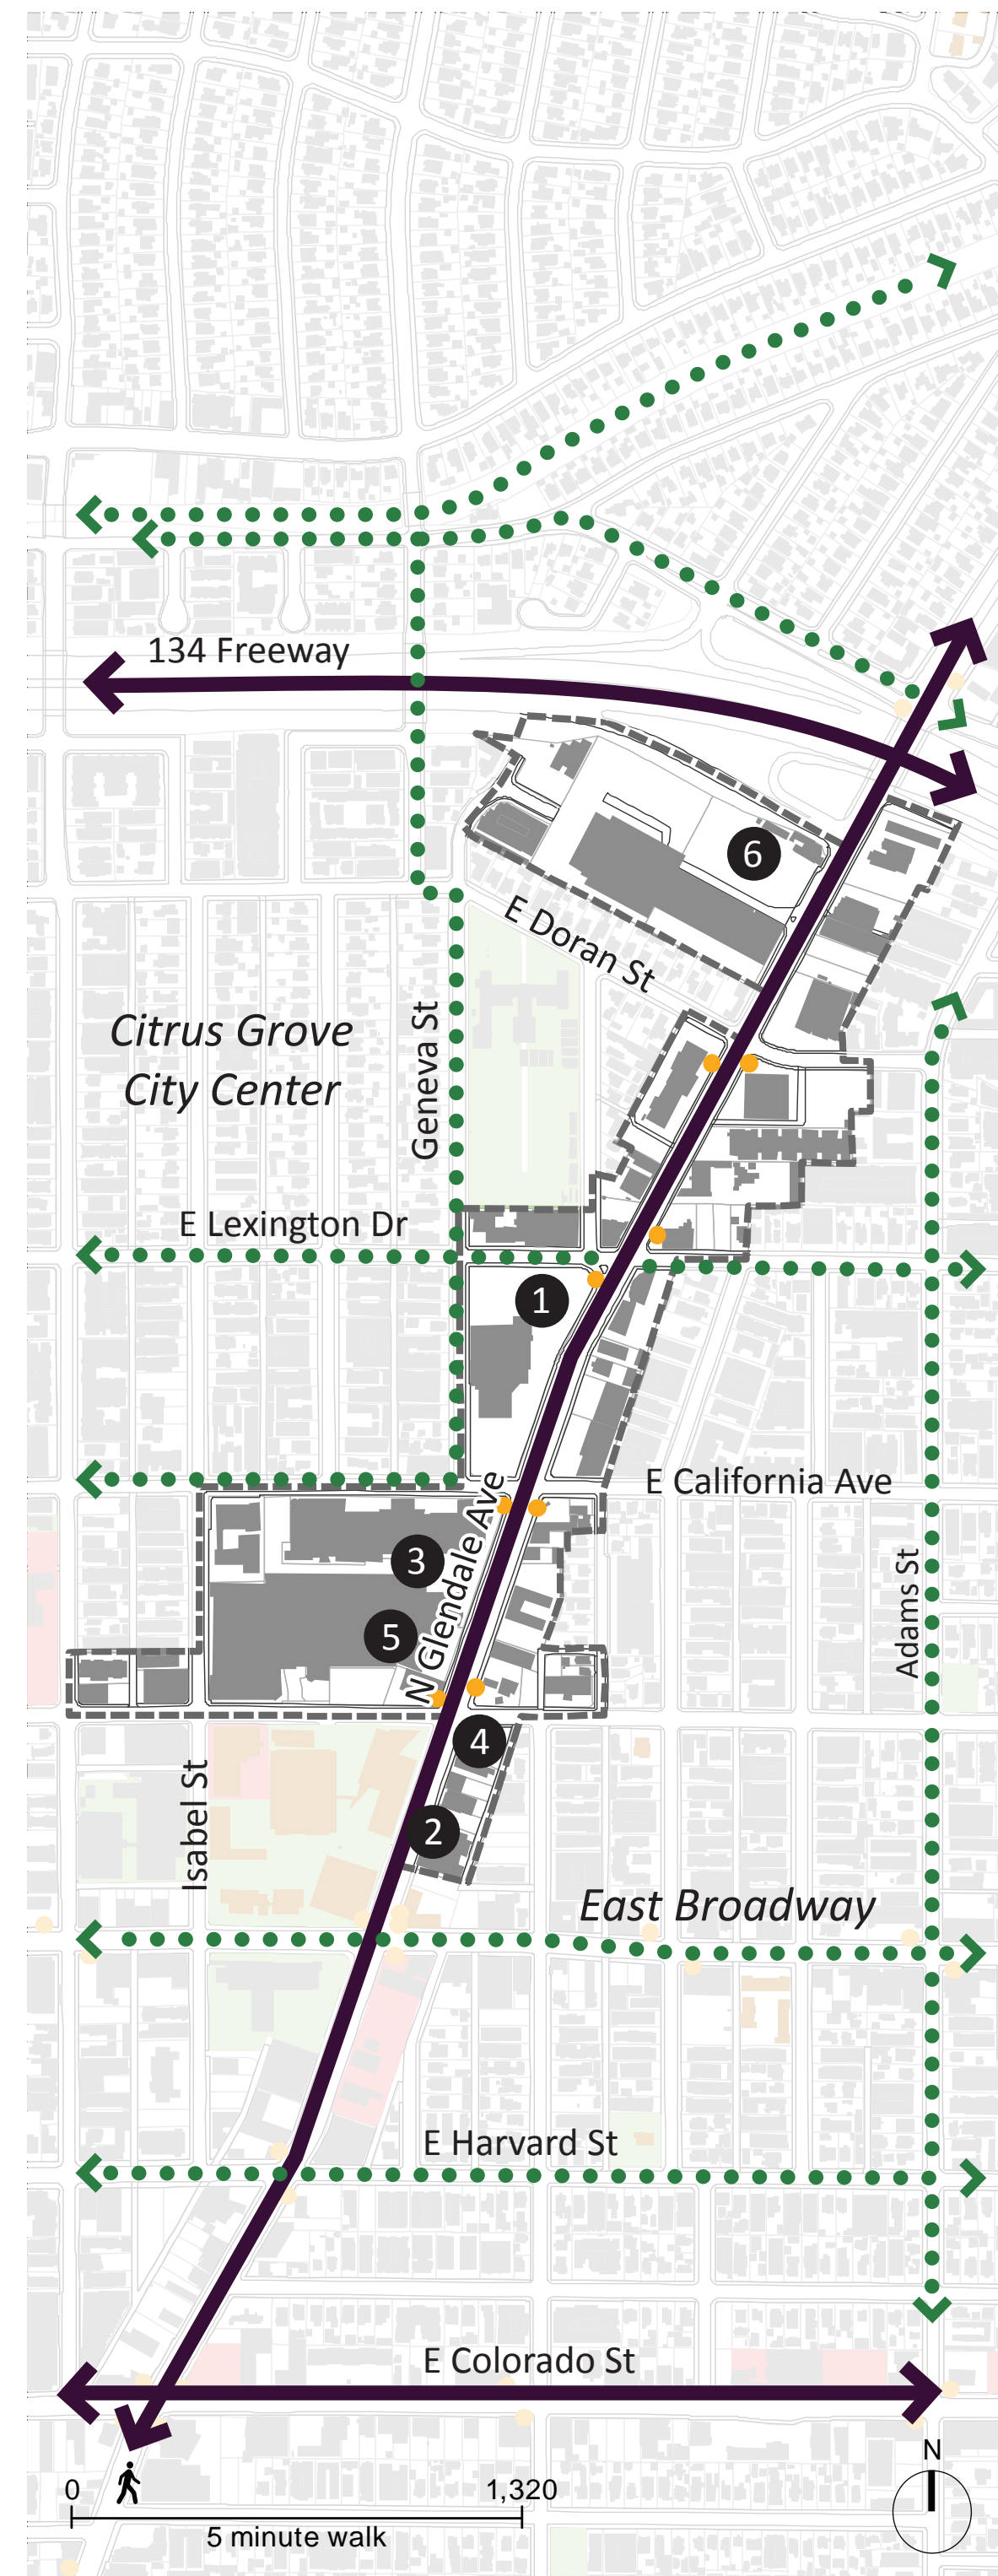 134 Freeway
6
E Doran St
Citrus Grove
City Center
Geneva St
E Lexington Dr
1
E California Ave
N Glendale Ave
3
Adams St
5
4
Isabel St
2
East Broadway
E Harvard St
E Colorado St
N
0
1,320
5 minute walk